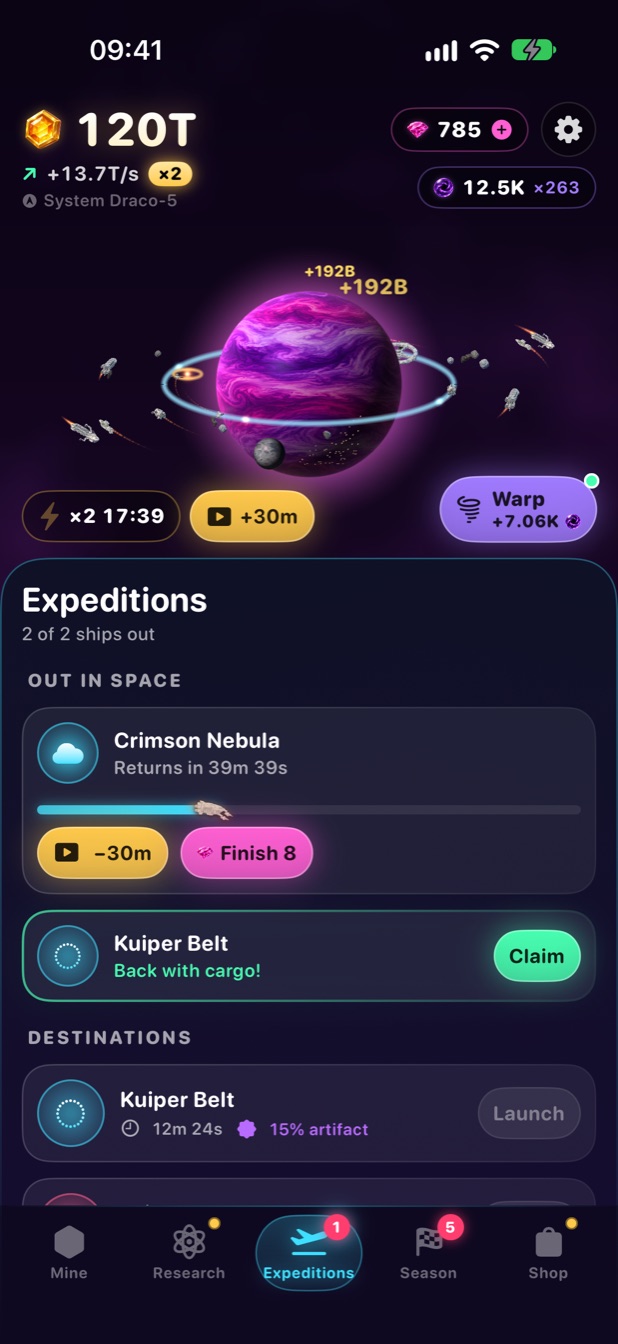 09:41
120T
785 +
+13.7T/s ×2
12.5K ×263
System Draco-5
+192B
+192B
×2 17:39
+30m
Warp
+7.06K
Expeditions
2 of 2 ships out
OUT IN SPACE
Crimson Nebula
Returns in 39m 39s
−30m
Finish 8
Kuiper Belt
Back with cargo!
Claim
DESTINATIONS
Kuiper Belt
12m 24s 15% artifact
Launch
1
5
Mine
Research
Expeditions
Season
Shop